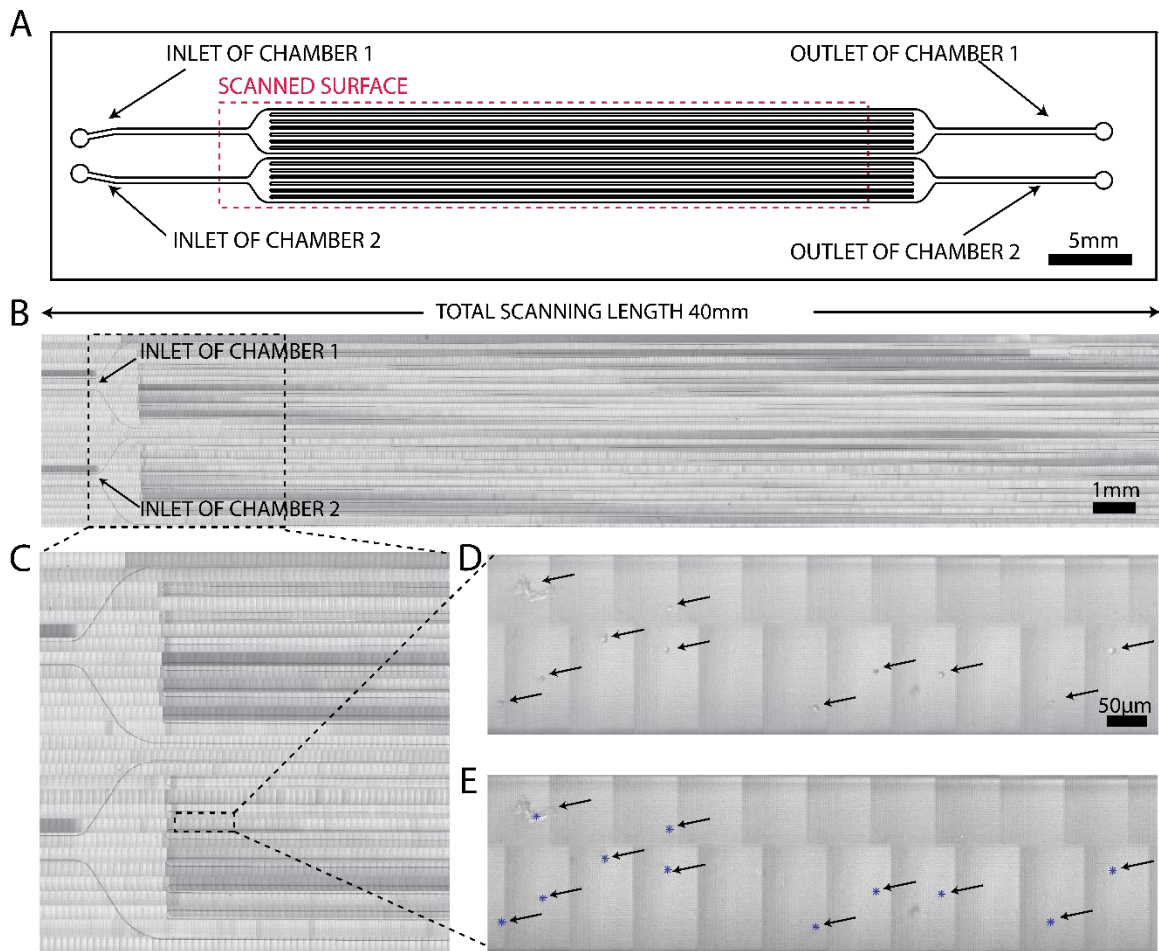 A
INLET OF CHAMBER 1
OUTLET OF CHAMBER 1
SCANNED SURFACE
INLET OF CHAMBER 2
OUTLET OF CHAMBER 2
5mm
B
TOTAL SCANNING LENGTH 40mm
INLET OF CHAMBER 1
INLET OF CHAMBER 2
1mm
C
D
50µm
E